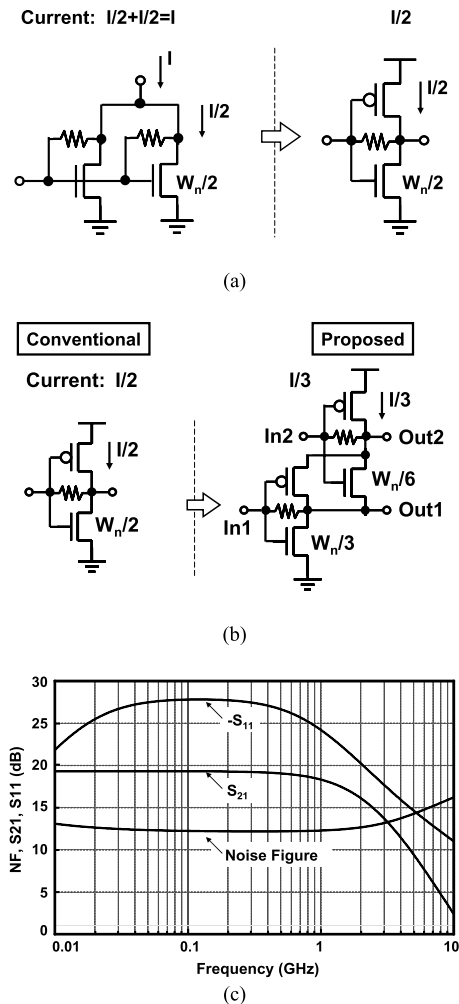 Current: I/2+I/2=I
I/2
I
I/2
I/2
Wn/2
Wn/2
(a)
Conventional
Proposed
Current: I/2
I/3
I/2
I/3
In2
Out2
Wn/6
Wn/2
In1
Out1
Wn/3
(b)
NF, S21, S11 (dB)
30
25
20
15
10
5
0
-S11
S21
Noise Figure
0.01
0.1
1
10
Frequency (GHz)
(c)